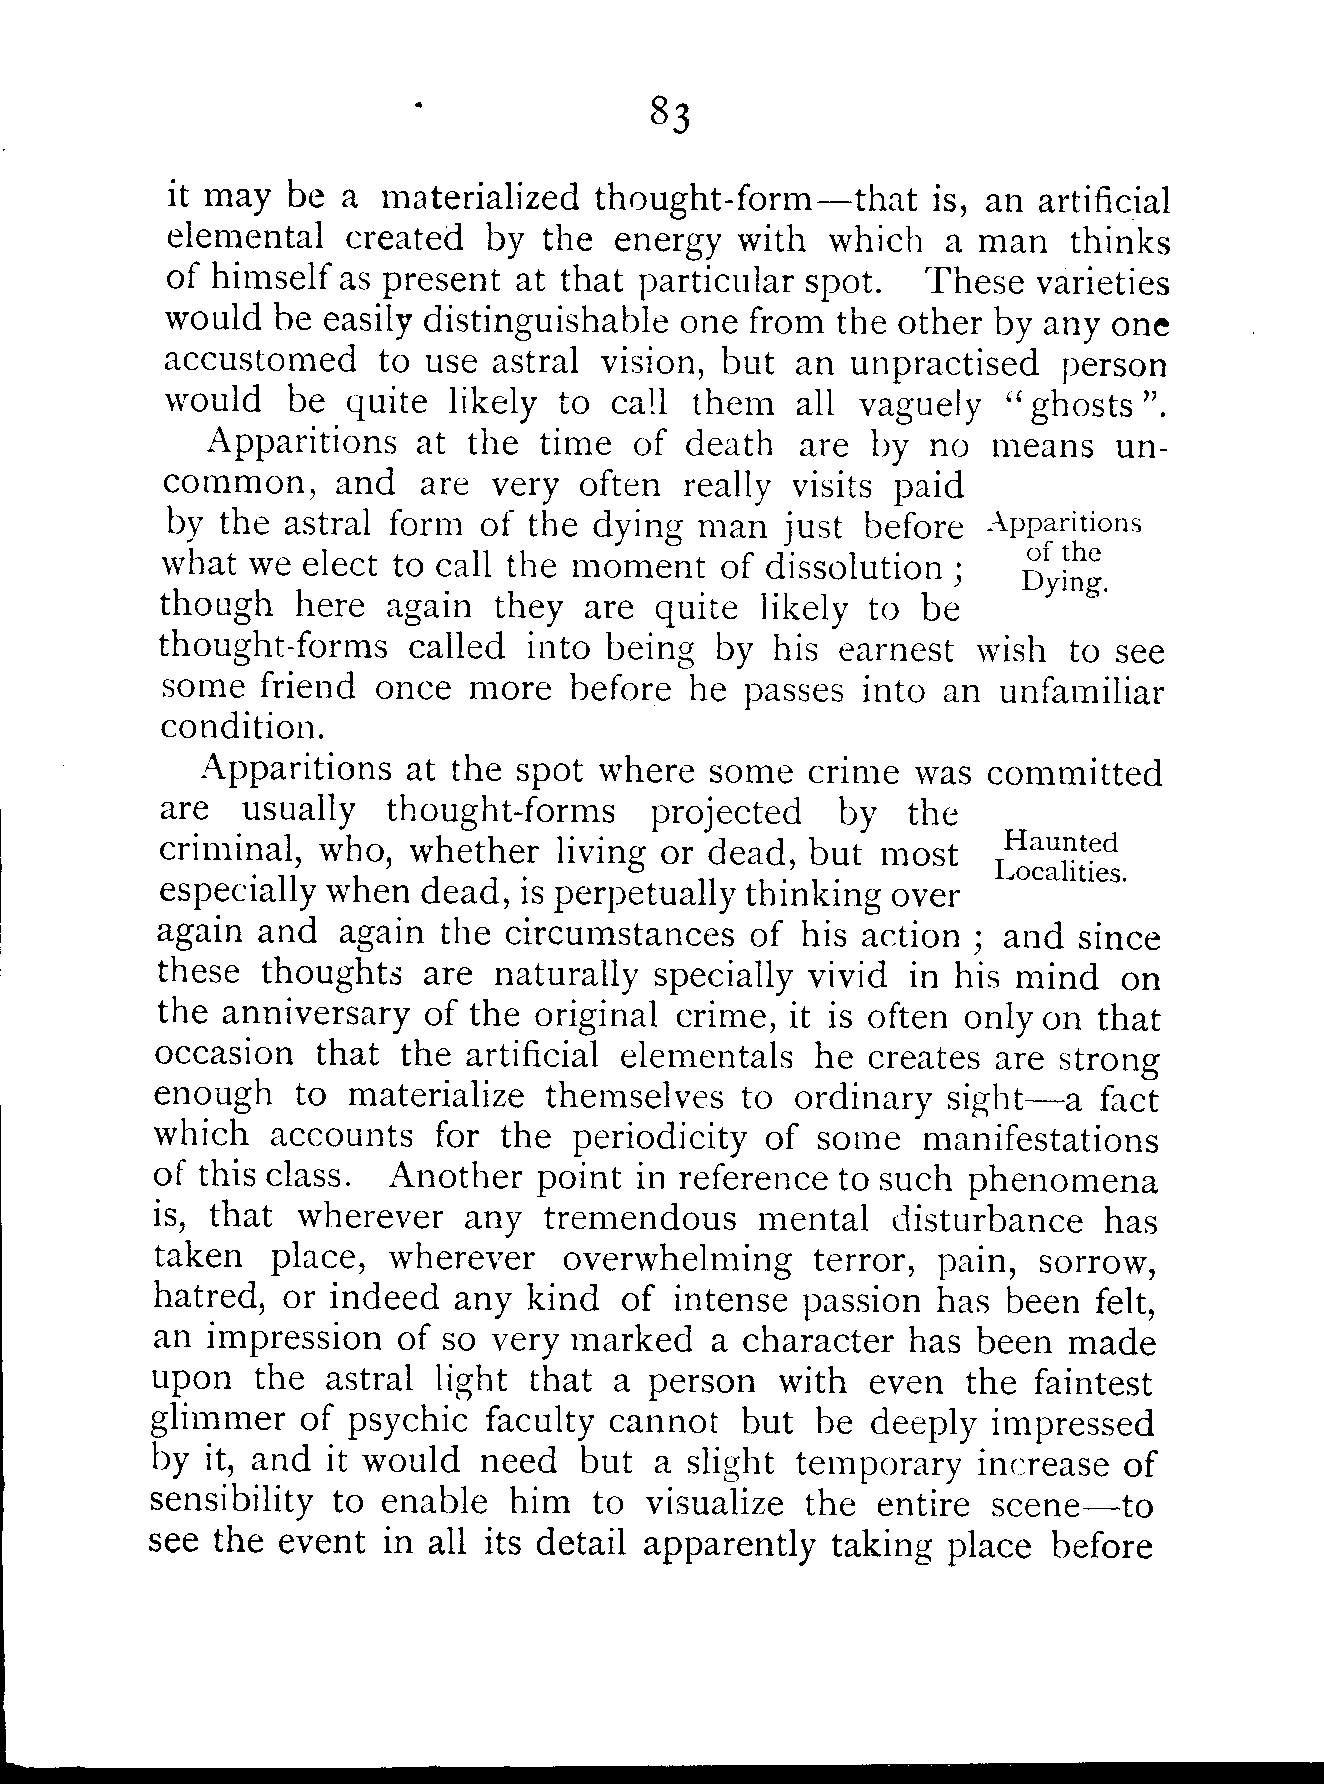 83
it may be a materialized thought-form—that is, an artificial
elemental created by the energy with which a man thinks
of himself as present at that particular spot. These varieties
would be easily distinguishable one from the other by any one
accustomed to use astral vision, but an unpractised person
would be quite likely to call them all vaguely “ghosts”.
Apparitions at the time of death are by no means un-
common, and are very often really visits paid
by the astral form of the dying man just before
what we elect to call the moment of dissolution ;
though here again they are quite likely to be
Apparitions
of the
Dying.
thought-forms called into being by his earnest wish to see
some friend once more before he passes into an unfamiliar
condition.
Apparitions at the spot where some crime was committed
are usually thought-forms projected by the
criminal, who, whether living or dead, but most
especially when dead, is perpetually thinking over
Haunted
Localities.
again and again the circumstances of his action ; and since
these thoughts are naturally specially vivid in his mind on
the anniversary of the original crime, it is often only on that
occasion that the artificial elementals he creates are strong
enough to materialize themselves to ordinary sight—a fact
which accounts for the periodicity of some manifestations
of this class. Another point in reference to such phenomena
is, that wherever any tremendous mental disturbance has
taken place, wherever overwhelming terror, pain, sorrow,
hatred, or indeed any kind of intense passion has been felt,
an impression of so very marked a character has been made
upon the astral light that a person with even the faintest
glimmer of psychic faculty cannot but be deeply impressed
by it, and it would need but a slight temporary increase of
sensibility to enable him to visualize the entire scene—to
see the event in all its detail apparently taking place before